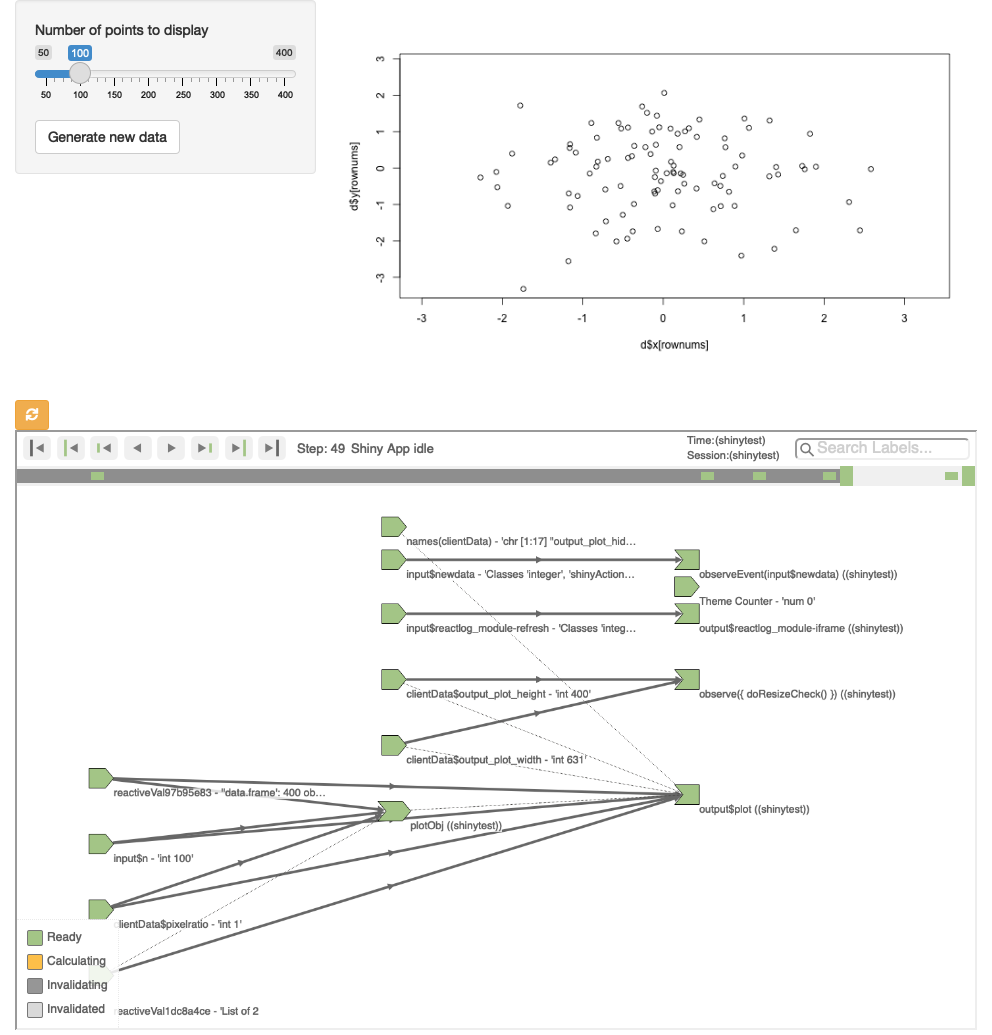 Number of points to display
50 100 400
50 100 150 200 250 300 350 400
Generate new data
3
2
1
0
-1
-2
-3
d$y[rownums]
-3 -2 -1 0 1 2 3
d$x[rownums]
Step: 49 Shiny App idle
Time:(shinytest)
Session:(shinytest)
Search Labels...
names(clientData) - 'chr [1:17] "output_plot_hid...
input$newdata - 'Classes 'integer', 'shinyAction...
observeEvent(input$newdata) ((shinytest))
Theme Counter - 'num 0'
input$reactlog_module-refresh - 'Classes 'integ...
output$reactlog_module-iframe ((shinytest))
clientData$output_plot_height - 'int 400'
observe({ doResizeCheck() }) ((shinytest))
clientData$output_plot_width - 'int 631'
reactiveVal97b95e83 - ''data.frame': 400 ob...
output$plot ((shinytest))
plotObj ((shinytest))
input$n - 'int 100'
clientData$pixelratio - 'int 1'
Ready
Calculating
Invalidating
Invalidated
eactiveVal1dc8a4ce - 'List of 2